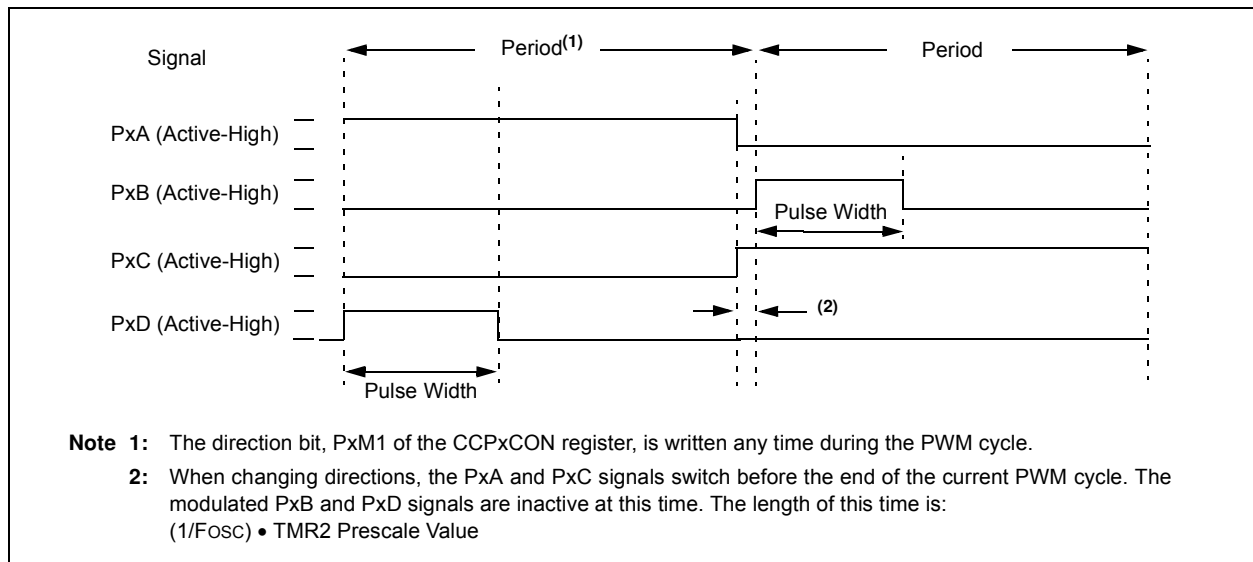 Signal
Period(1)
Period
PxA (Active-High)
PxB (Active-High)
Pulse Width
PxC (Active-High)
(2)
PxD (Active-High)
Pulse Width
Note 1: The direction bit, PxM1 of the CCPxCON register, is written any time during the PWM cycle.
2: When changing directions, the PxA and PxC signals switch before the end of the current PWM cycle. The
modulated PxB and PxD signals are inactive at this time. The length of this time is:
(1/FOSC) • TMR2 Prescale Value